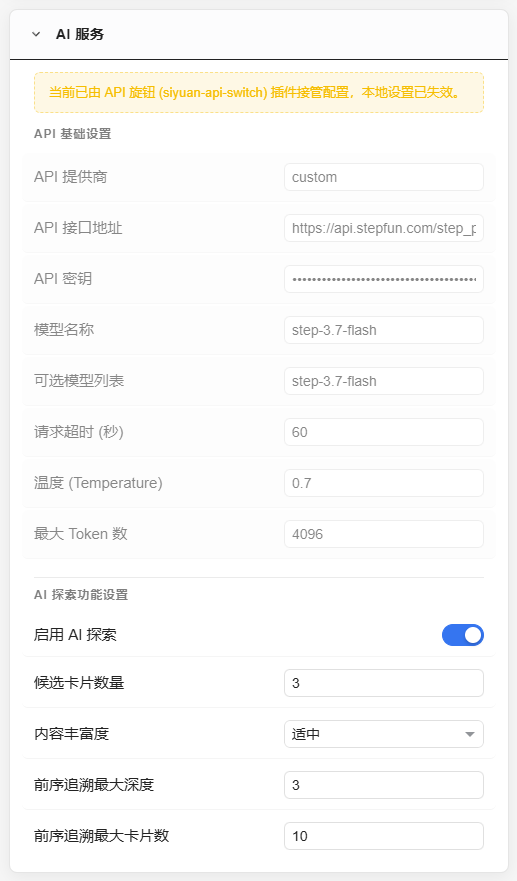 AI 服务
当前已由 API 旋钮 (siyuan-api-switch) 插件接管配置，本地设置已失效。
API 基础设置
API 提供商 custom
API 接口地址 https://api.stepfun.com/step_p
API 密钥 ••••••••••••••••••••••••••••••••••••••
模型名称 step-3.7-flash
可选模型列表 step-3.7-flash
请求超时 (秒) 60
温度 (Temperature) 0.7
最大 Token 数 4096
AI 探索功能设置
启用 AI 探索
候选卡片数量 3
内容丰富度 适中
前序追溯最大深度 3
前序追溯最大卡片数 10